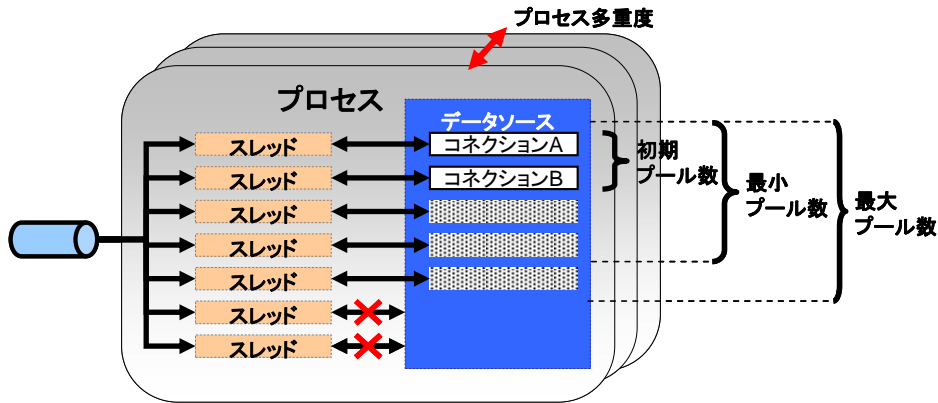 プロセス多重度
プロセス
データソース
スレッド
コネクションA
スレッド
コネクションB
スレッド
スレッド
スレッド
スレッド
スレッド
初期
プール数
最小
プール数
最大
プール数